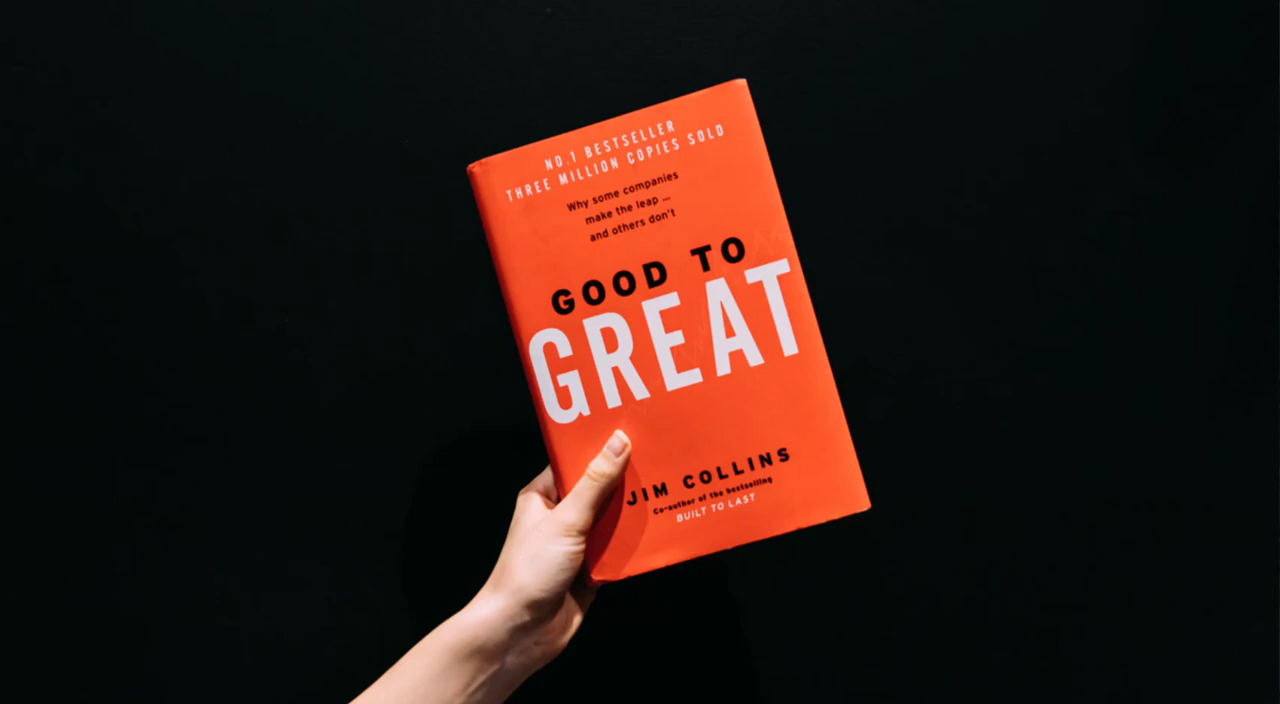 NO.1 BESTSELLER
THREE MILLION COPIES SOLD
Why some companies
make the leap ...
and others don't
GOOD TO
GREAT
JIM COLLINS
Co-author of the bestselling
BUILT TO LAST